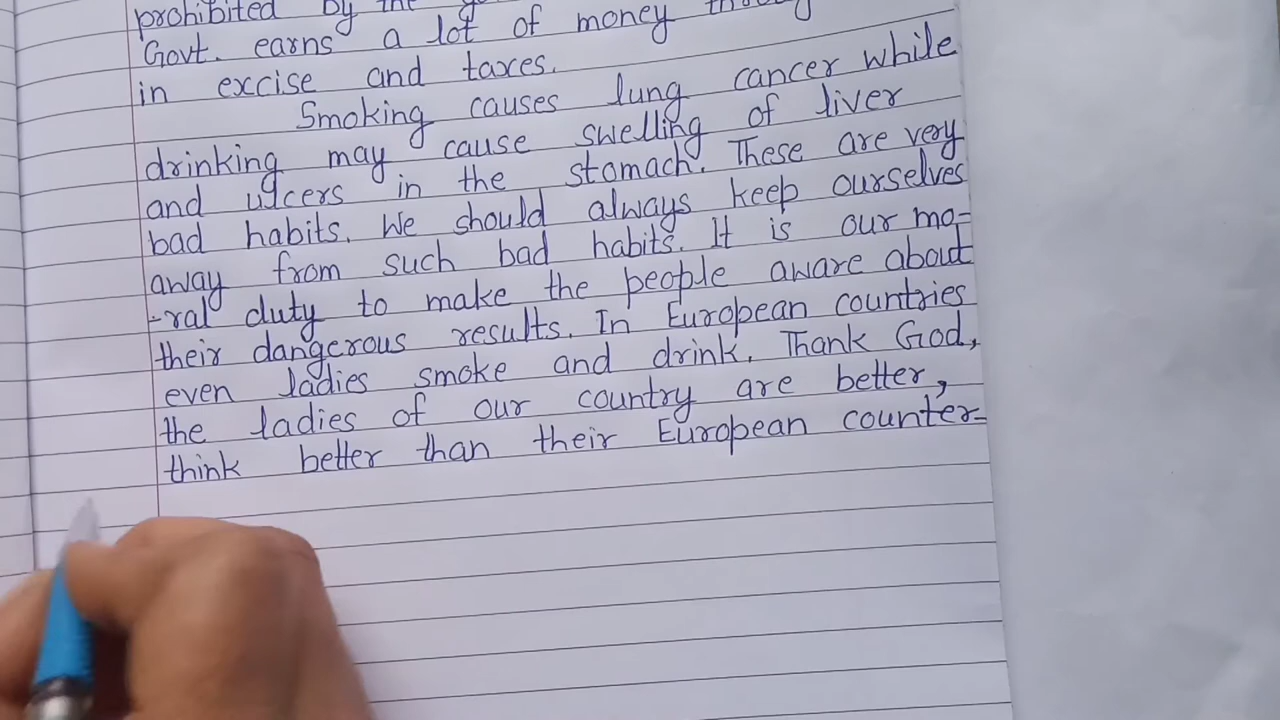 prohibited by the
Govt. earns a lot of money
in excise and taxes.
Smoking causes lung cancer while
drinking may cause swelling of liver
and ulcers in the stomach. These are very
bad habits. We should always keep ourselves
away from such bad habits. It is our mo-
-ral duty to make the people aware about
their dangerous results. In European countries
even ladies smoke and drink. Thank God,
the ladies of our country are better,
think better than their European counter-